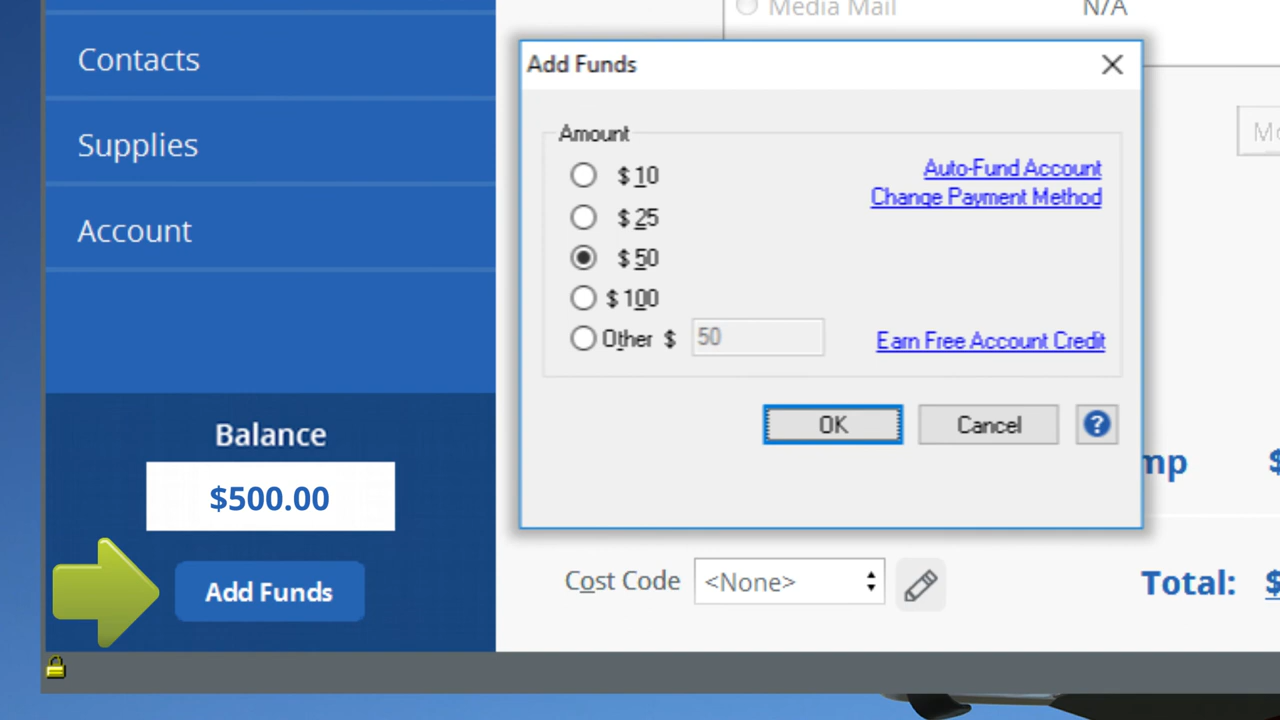 Contacts
Supplies
Account
Balance
$500.00
Add Funds
Media Mail N/A
Add Funds
Amount
$ 10
$ 25
$ 50
$ 100
Other $ 50
Auto-Fund Account
Change Payment Method
Earn Free Account Credit
OK Cancel ?
Cost Code <None>
Total: $